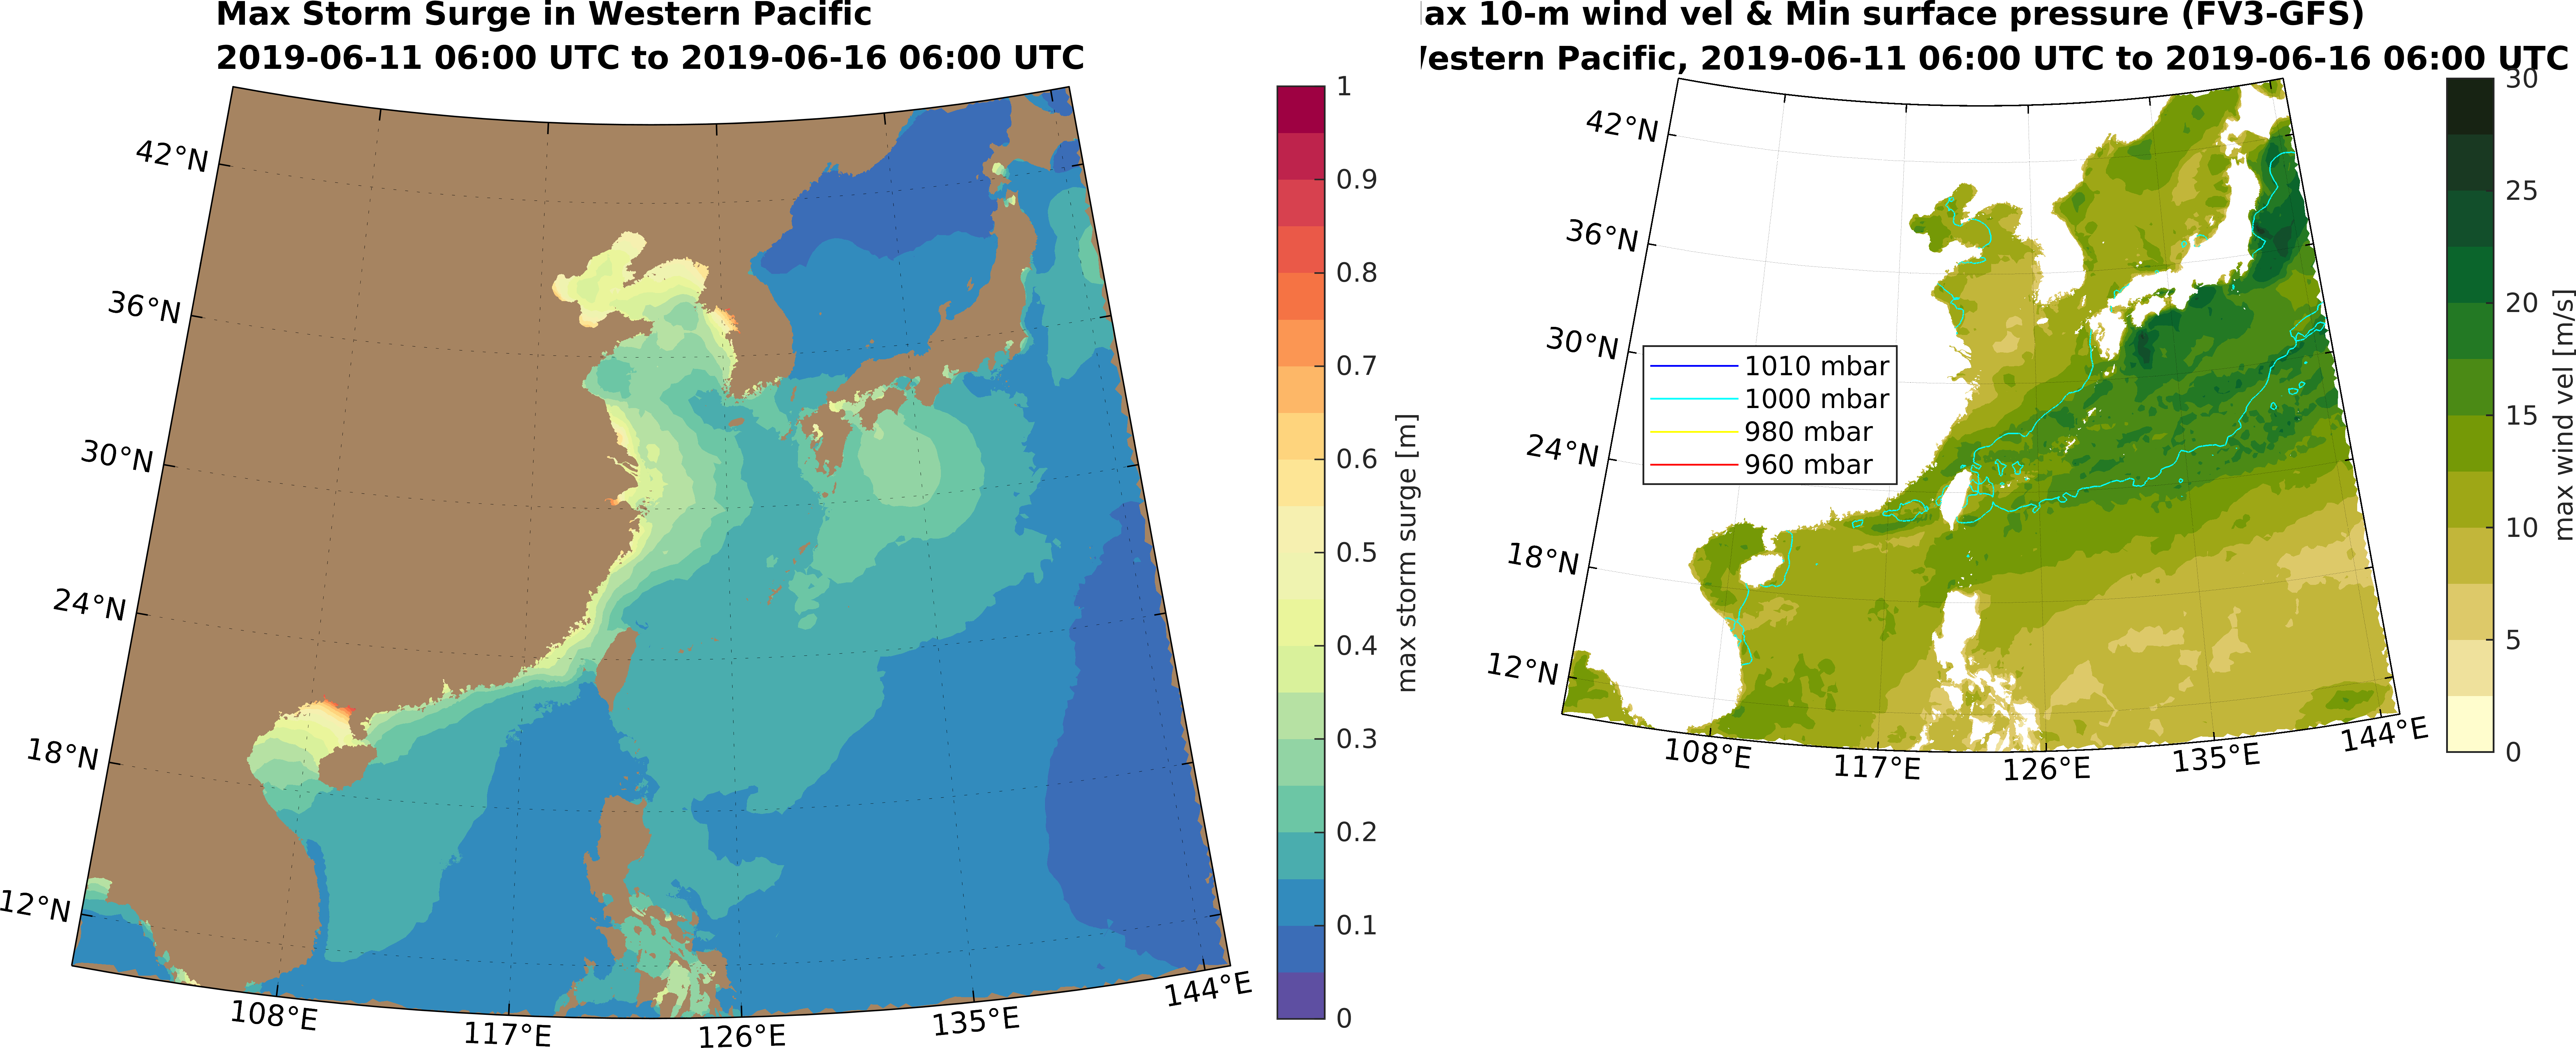 Max Storm Surge in Western Pacific
2019-06-11 06:00 UTC to 2019-06-16 06:00 UTC
42°N
36°N
30°N
24°N
18°N
12°N
108°E
117°E
126°E
135°E
144°E
1
0.9
0.8
0.7
0.6
0.5
0.4
0.3
0.2
0.1
0
max storm surge [m]
ax 10-m wind vel & Min surface pressure (FV3-GFS)
estern Pacific, 2019-06-11 06:00 UTC to 2019-06-16 06:00 UTC
42°N
36°N
30°N
24°N
18°N
12°N
1010 mbar
1000 mbar
980 mbar
960 mbar
108°E
117°E
126°E
135°E
144°E
30
25
20
15
10
5
0
max wind vel [m/s]